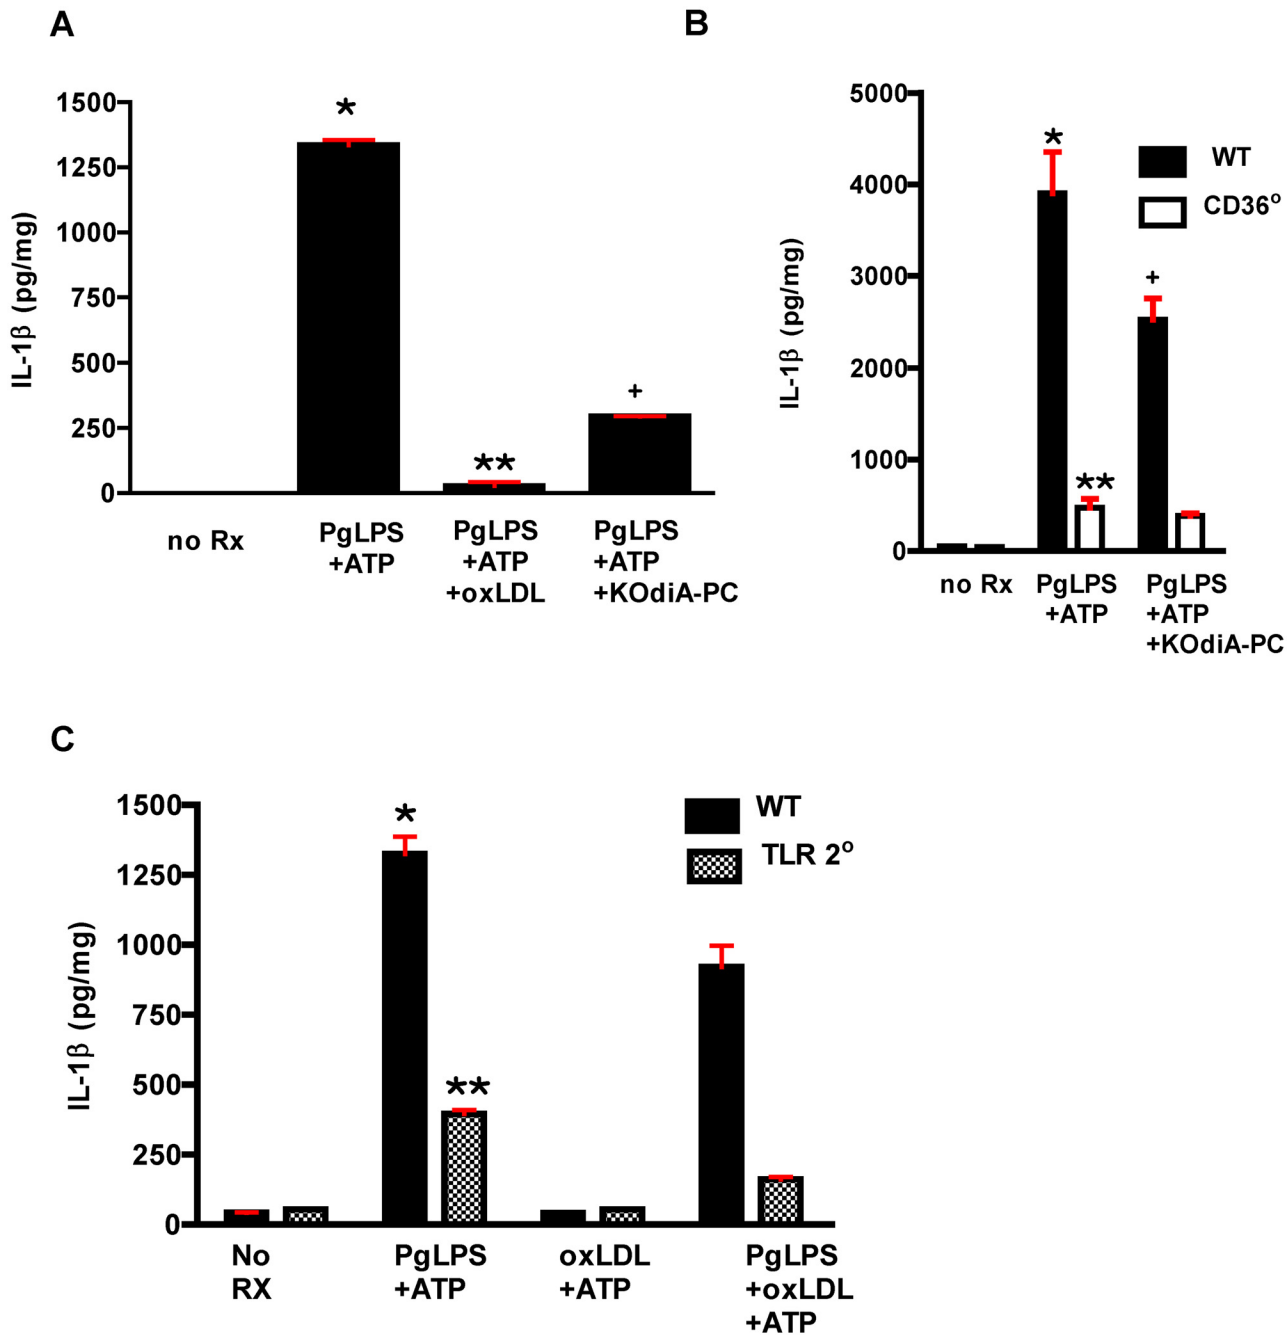 A
IL-1β (pg/mg)
1500
1250
1000
750
500
250
0
*
**
+
no Rx
PgLPS
+ATP
PgLPS
+ATP
+oxLDL
PgLPS
+ATP
+KOdiA-PC
B
IL-1β (pg/mg)
5000
4000
3000
2000
1000
0
*
**
+
WT
CD36º
no Rx
PgLPS
+ATP
PgLPS
+ATP
+KOdiA-PC
C
IL-1β (pg/mg)
1500
1250
1000
750
500
250
0
*
**
WT
TLR 2º
No
RX
PgLPS
+ATP
oxLDL
+ATP
PgLPS
+oxLDL
+ATP